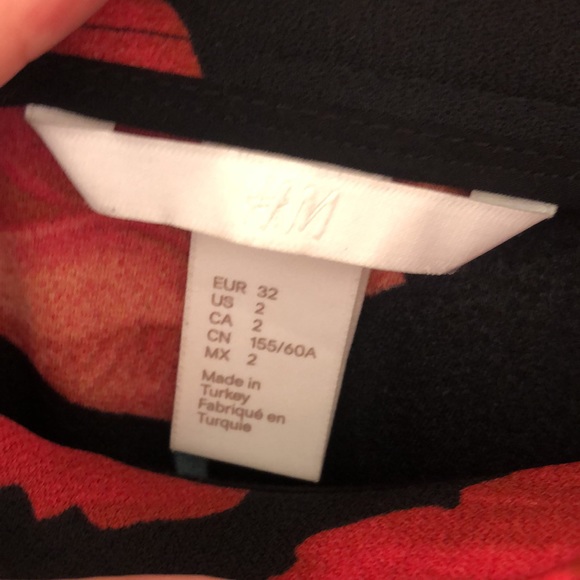 H&M
EUR 32
US 2
CA 2
CN 155/60A
MX 2
Made in
Turkey
Fabriqué en
Turquie